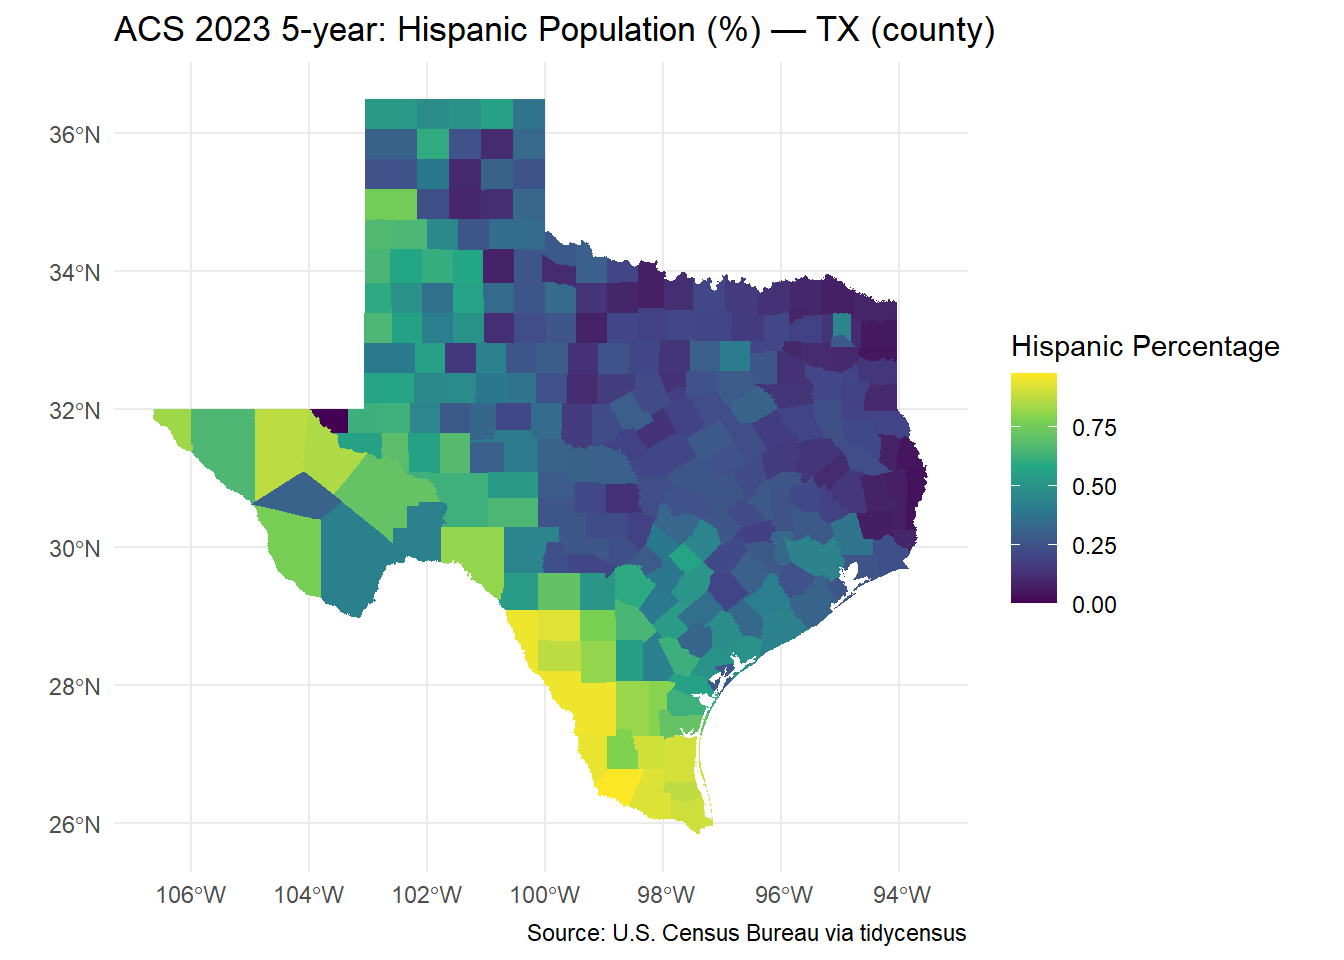 ACS 2023 5-year: Hispanic Population (%) — TX (county)
36°N
34°N
32°N
30°N
28°N
26°N
106°W
104°W
102°W
100°W
98°W
96°W
94°W
Hispanic Percentage
0.75
0.50
0.25
0.00
Source: U.S. Census Bureau via tidycensus